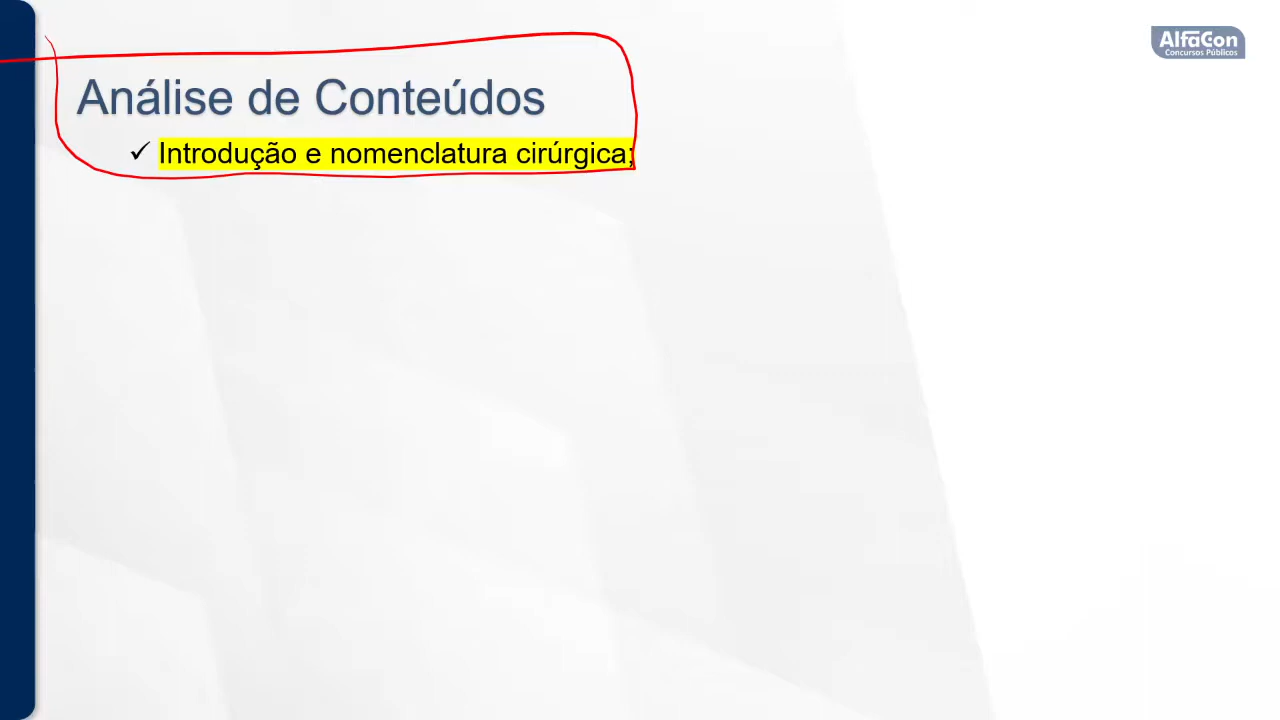 AlfaCon
Concursos Públicos
Análise de Conteúdos
✓ Introdução e nomenclatura cirúrgica;